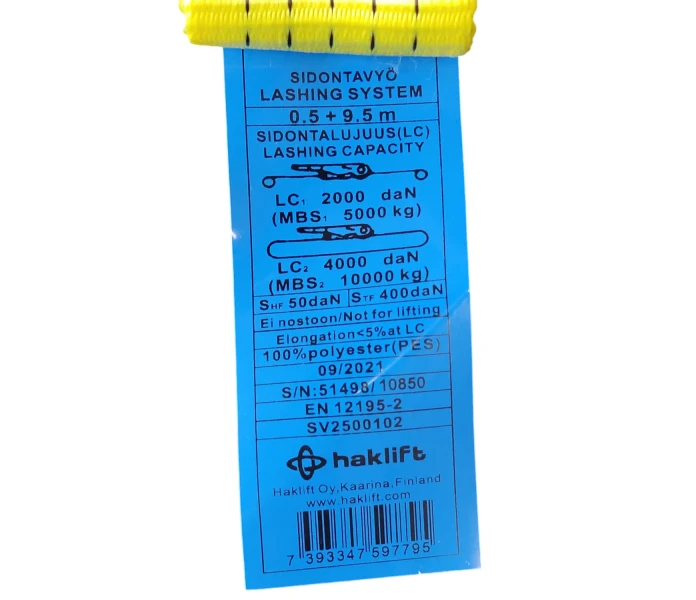 SIDONTAVYÖ
LASHING SYSTEM
0.5 + 9.5 m
SIDONTALUJUUS(LC)
LASHING CAPACITY
LC₁ 2000 daN
(MBS₁ 5000 kg)
LC₂ 4000 daN
(MBS₂ 10000 kg)
SHF 50daN STF 400daN
Ei nostoon/Not for lifting
Elongation<5%at LC
100%polyester(PES)
09/2021
S/N:51498/10850
EN 12195-2
SV2500102
haklift
Haklift Oy,Kaarina,Finland
www.haklift.com
7 393347 597795